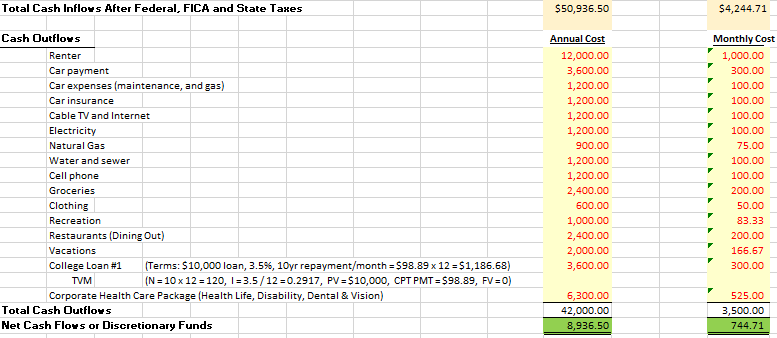 Total Cash Inflows After Federal, FICA and State Taxes $50,936.50 $4,244.71
Cash Outflows Annual Cost Monthly Cost
Renter 12,000.00 1,000.00
Car payment 3,600.00 300.00
Car expenses (maintenance, and gas) 1,200.00 100.00
Car insurance 1,200.00 100.00
Cable TV and Internet 1,200.00 100.00
Electricity 1,200.00 100.00
Natural Gas 900.00 75.00
Water and sewer 1,200.00 100.00
Cell phone 1,200.00 100.00
Groceries 2,400.00 200.00
Clothing 600.00 50.00
Recreation 1,000.00 83.33
Restaurants (Dining Out) 2,400.00 200.00
Vacations 2,000.00 166.67
College Loan #1 (Terms: $10,000 loan, 3.5%, 10yr repayment/month = $98.89 x 12 = $1,186.68) 3,600.00 300.00
TVM (N = 10 x 12 = 120, I = 3.5 / 12 = 0.2917, PV = $10,000, CPT PMT = $98.89, FV = 0)
Corporate Health Care Package (Health Life, Disability, Dental & Vision) 6,300.00 525.00
Total Cash Outflows 42,000.00 3,500.00
Net Cash Flows or Discretionary Funds 8,936.50 744.71